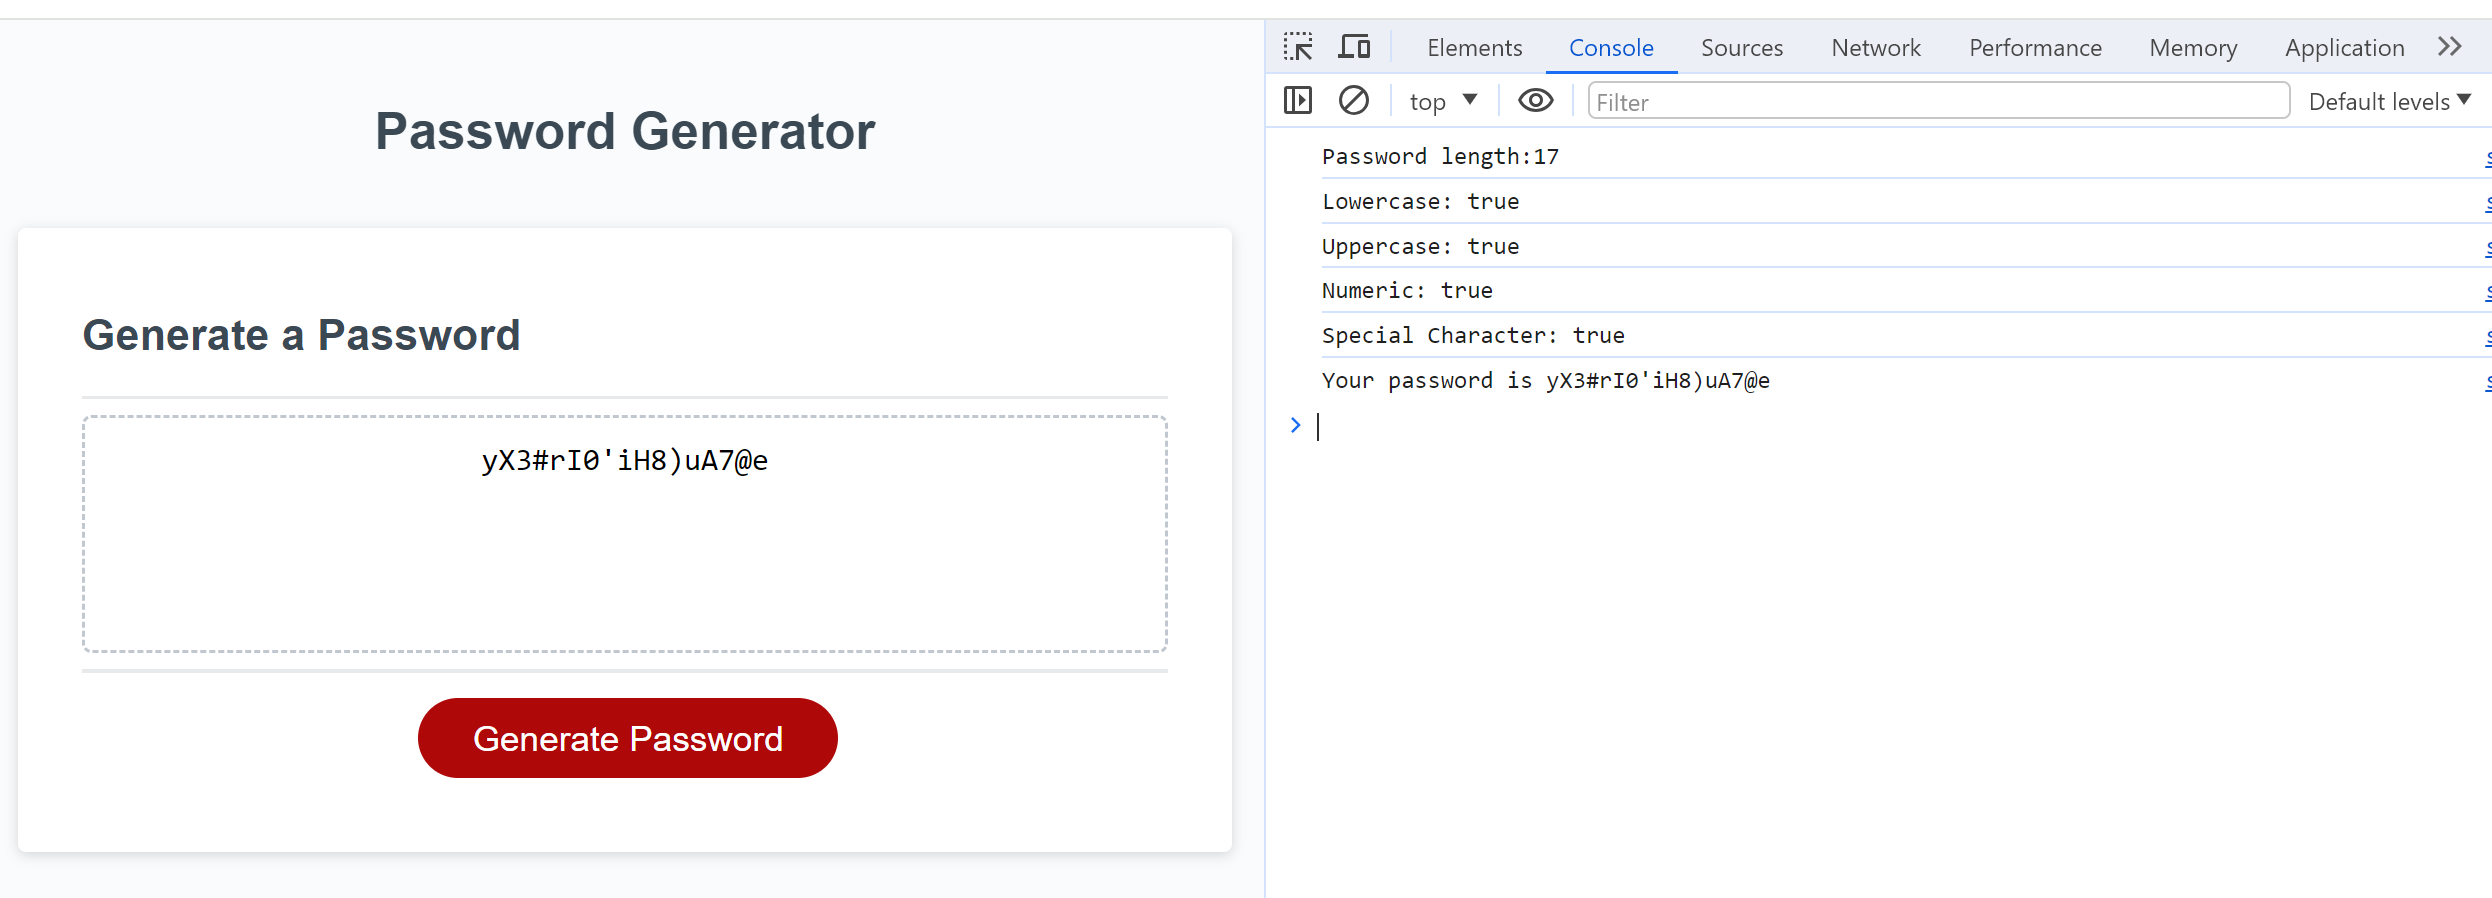 Password Generator
Generate a Password
yX3#rI0'iH8)uA7@e
Generate Password
Elements Console Sources Network Performance Memory Application
top Filter Default levels
Password length:17
Lowercase: true
Uppercase: true
Numeric: true
Special Character: true
Your password is yX3#rI0'iH8)uA7@e